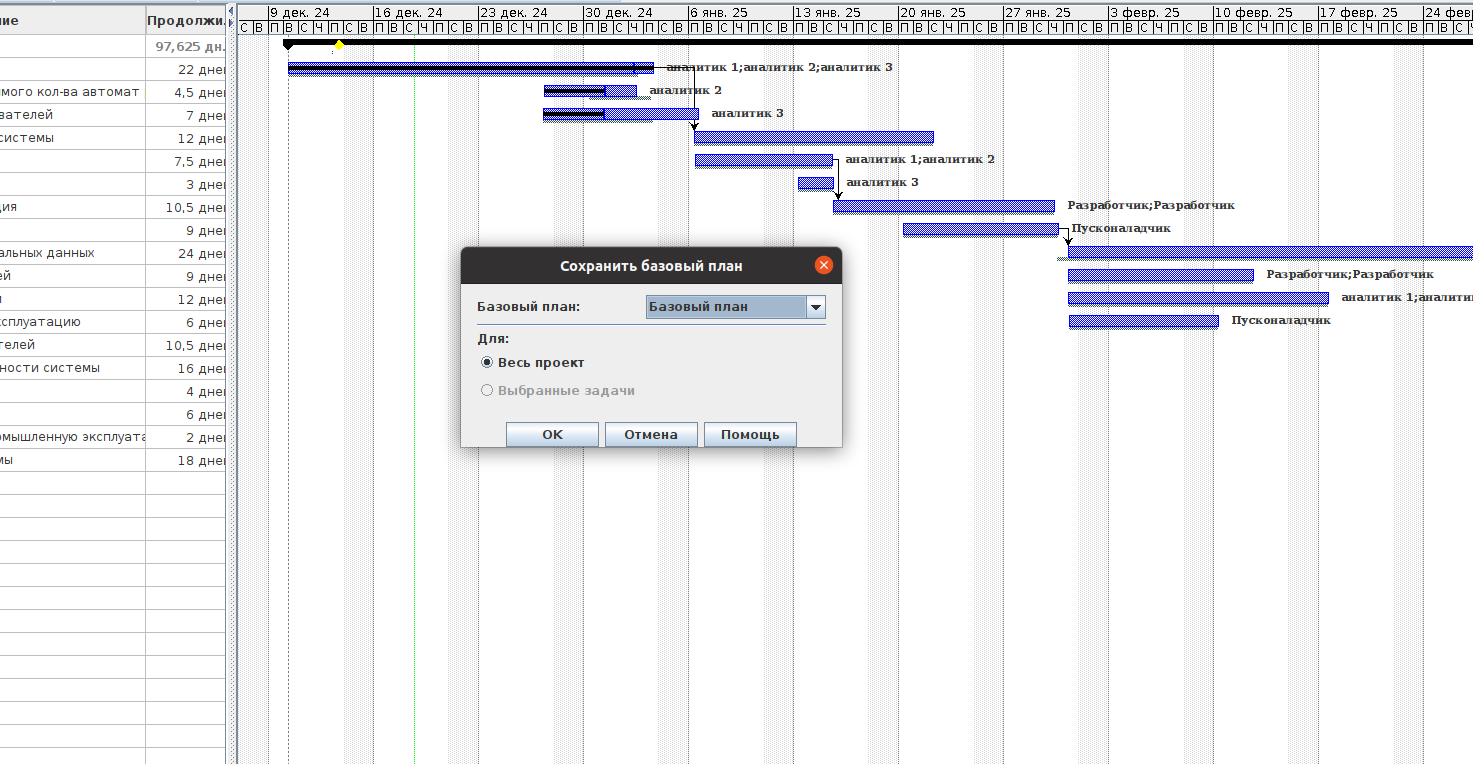 ие Продолжи.
9 дек. 24 16 дек. 24 23 дек. 24 30 дек. 24 6 янв. 25 13 янв. 25 20 янв. 25 27 янв. 25 3 февр. 25 10 февр. 25 17 февр. 25 24 фев
С В П В С Ч П С В П В С Ч П С В П В С Ч П С В П В С Ч П С В П В С Ч П С В П В С Ч П С В П В С Ч П С В П В С Ч П С В П В С Ч П С В П В С Ч П С В П В С Ч П С В П В С Ч
97,625 дн.
22 дне аналитик 1;аналитик 2;аналитик 3
мого кол-ва автомат 4,5 дне аналитик 2
вателей 7 дне аналитик 3
системы 12 дне
7,5 дне аналитик 1;аналитик 2
3 дне аналитик 3
ция 10,5 дне Разработчик;Разработчик
9 дне Пусконаладчик
альных данных 24 дне
ей 9 дне Разработчик;Разработчик
12 дне аналитик 1;аналити
сплуатацию 6 дне Пусконаладчик
телей 10,5 дне
ности системы 16 дне
4 дне
6 дне
омышленную эксплуата 2 дне
мы 18 дне
Сохранить базовый план
Базовый план: Базовый план
Для:
Весь проект
Выбранные задачи
OK Отмена Помощь